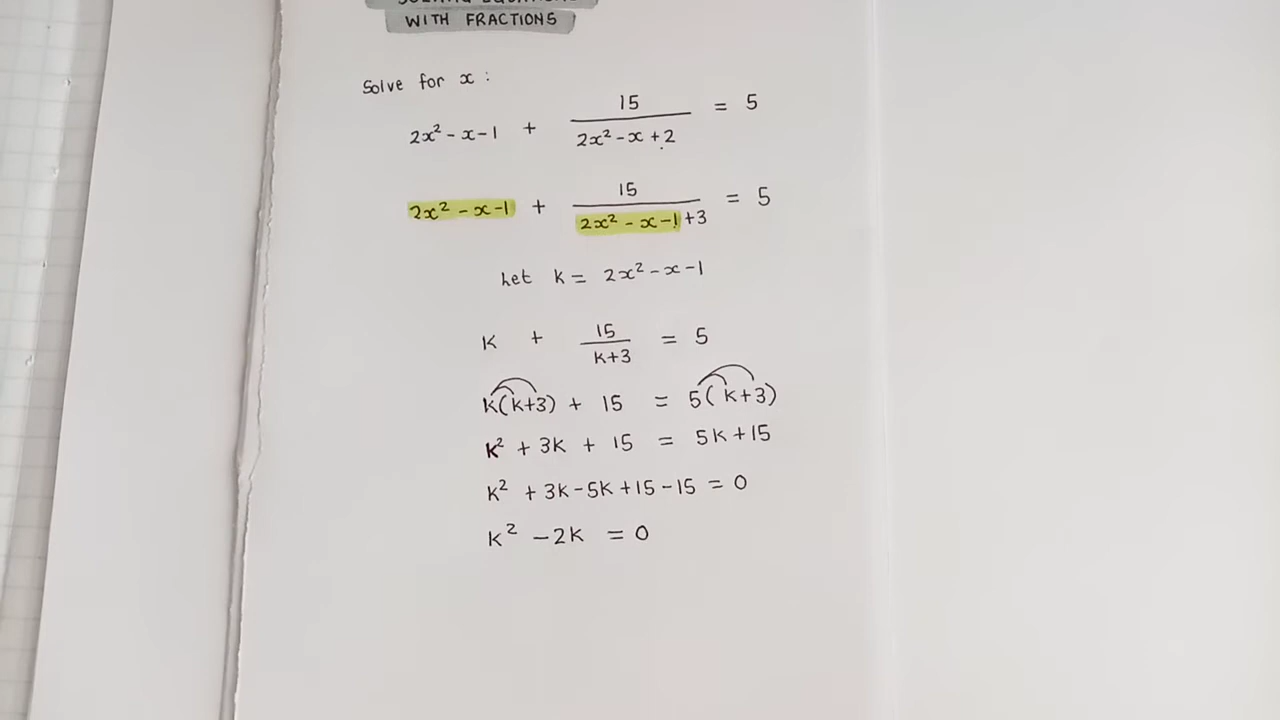 WITH FRACTIONS
Solve for x :
2x² - x - 1 + 15/(2x² - x + 2) = 5
2x² - x - 1 + 15/(2x² - x - 1 + 3) = 5
Let k = 2x² - x - 1
k + 15/(k+3) = 5
k(k+3) + 15 = 5(k+3)
k² + 3k + 15 = 5k + 15
k² + 3k - 5k + 15 - 15 = 0
k² - 2k = 0